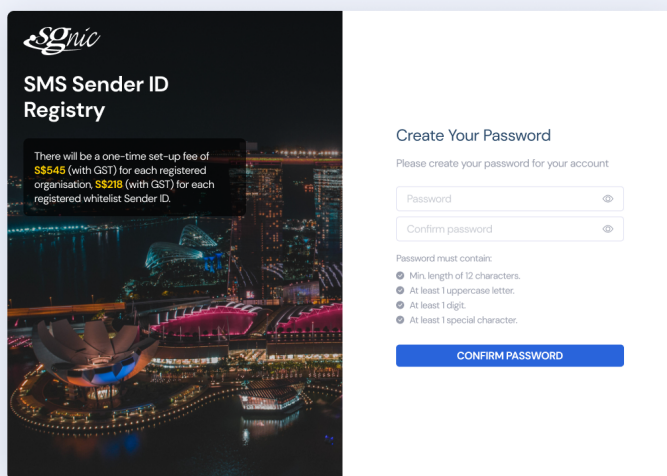 sgnic
SMS Sender ID
Registry
There will be a one-time set-up fee of
S$545 (with GST) for each registered
organisation, S$218 (with GST) for each
registered whitelist Sender ID.
Create Your Password
Please create your password for your account
Password
Confirm password
Password must contain:
Min. length of 12 characters.
At least 1 uppercase letter.
At least 1 digit.
At least 1 special character.
CONFIRM PASSWORD